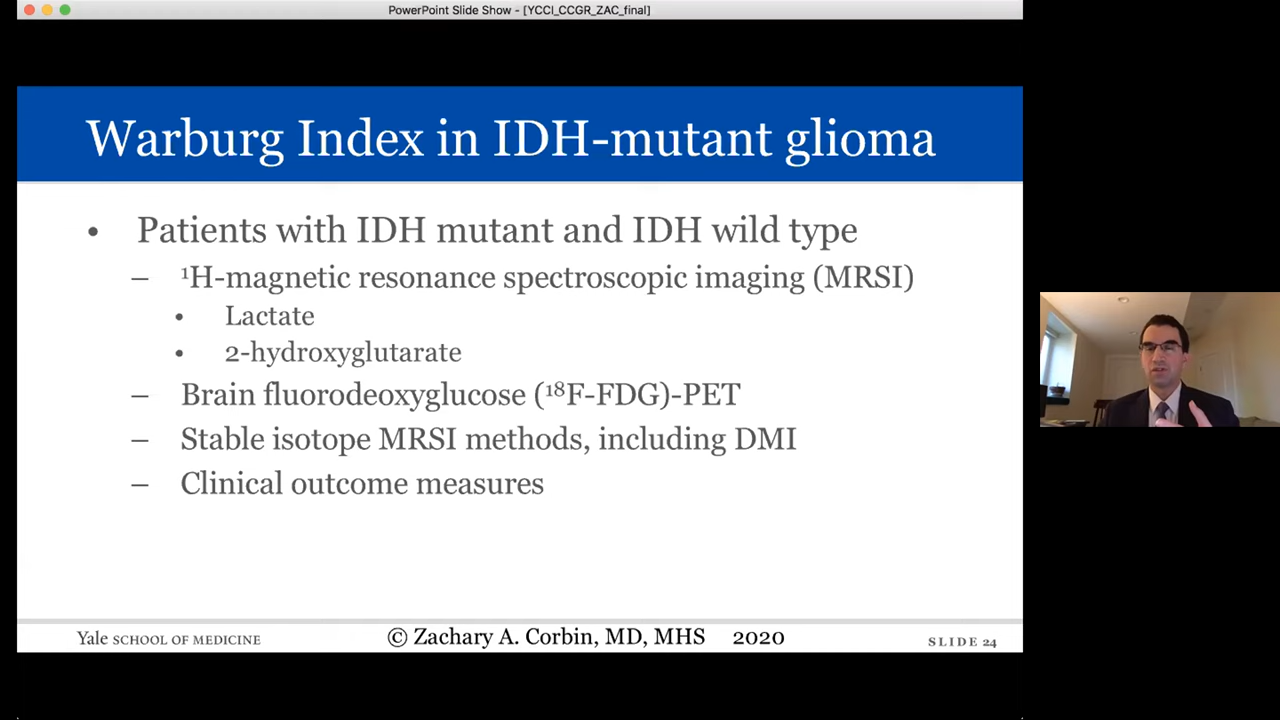 PowerPoint Slide Show - [YCCI_CCGR_ZAC_final]
Warburg Index in IDH-mutant glioma
• Patients with IDH mutant and IDH wild type
– ¹H-magnetic resonance spectroscopic imaging (MRSI)
• Lactate
• 2-hydroxyglutarate
– Brain fluorodeoxyglucose (¹⁸F-FDG)-PET
– Stable isotope MRSI methods, including DMI
– Clinical outcome measures
Yale SCHOOL OF MEDICINE © Zachary A. Corbin, MD, MHS 2020 SLIDE 24